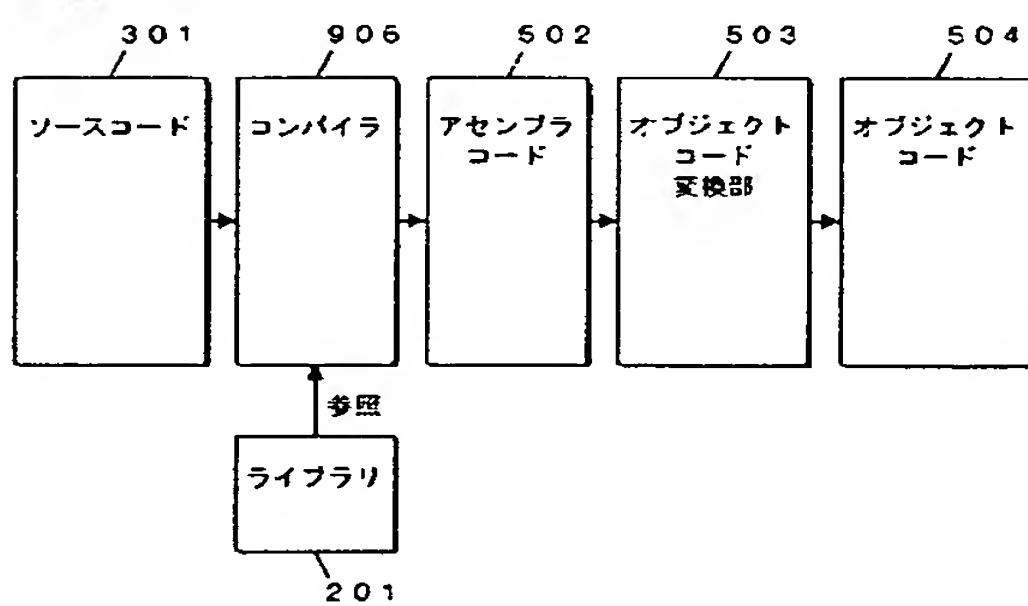 301
906
502
503
504
ソースコード
コンパイラ
アセンブラ
コード
オブジェクト
コード
変換部
オブジェクト
コード
参照
ライブラリ
201